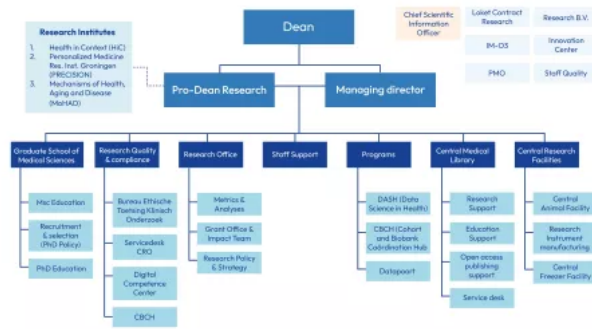 Dean
Chief Scientific
Information
Officer
Loket Contract
Research
Research B.V.
IM-D3
Innovation
Center
PMO
Staff Quality
Research Institutes
1. Health in Context (HiC)
2. Personalized Medicine
Res. Inst. Groningen
(PRECISION)
3. Mechanisms of Health,
Aging and Disease
(MoHAD)
Pro-Dean Research
Managing director
Graduate School of
Medical Sciences
Research Quality
& compliance
Research Office
Staff Support
Programs
Central Medical
Library
Central Research
Facilities
Msc Education
Recruitment
& selection
(PhD Policy)
PhD Education
Bureau Ethische
Toetsing Klinisch
Onderzoek
Servicedesk
CRO
Digital
Competence
Center
CBCH
Metrics &
Analyses
Grant Office &
Impact Team
Research Policy
& Strategy
DASH (Data
Science in Health)
CBCH (Cohort
and Biobank
Coördination Hub
Datapoort
Research
Support
Education
Support
Open access
publishing
support
Service desk
Central
Animal Facility
Research
Instrument
manufacturing
Central
Freezer Facility